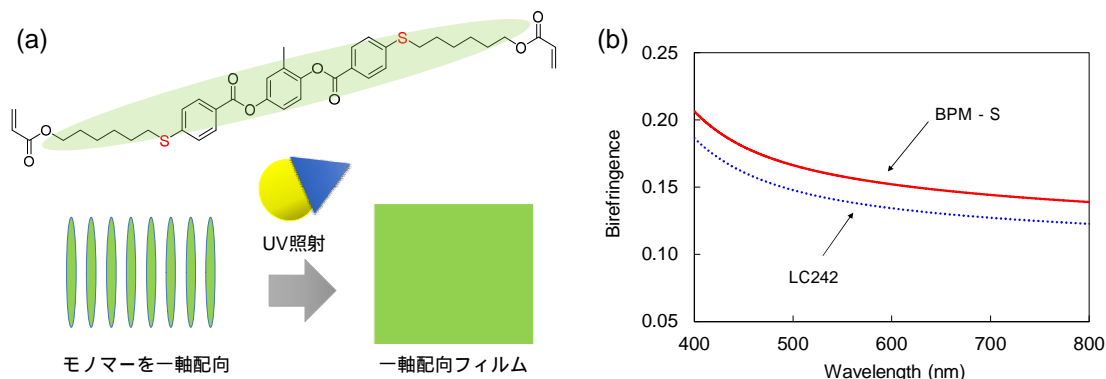 (a)
S
O
O
O
O
O
O
O
S
O
UV照射
モノマーを一軸配向
一軸配向フィルム
(b)
0.25
0.20
0.15
0.10
0.05
400
500
600
700
800
Birefringence
Wavelength (nm)
BPM - S
LC242